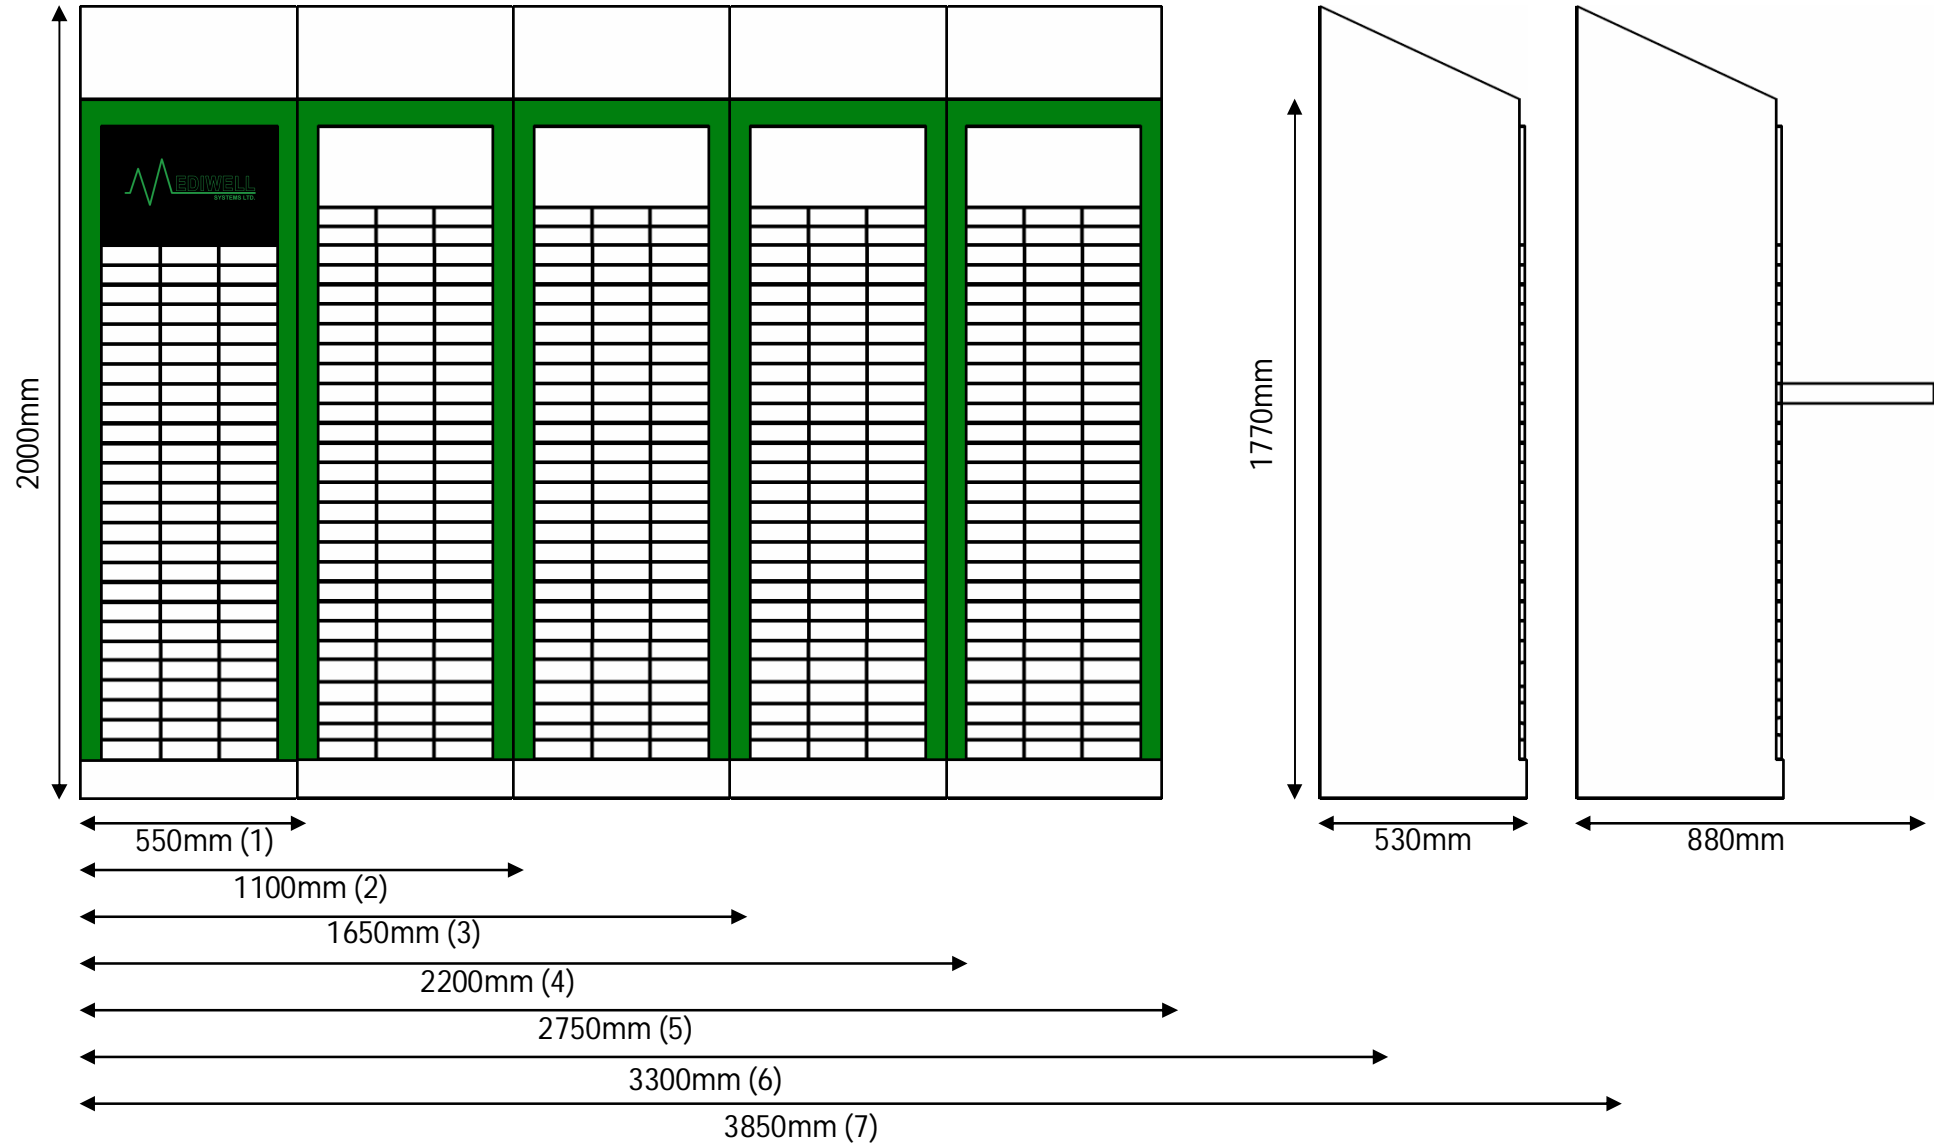 EDIWELL
SYSTEMS LTD.
2000mm
1770mm
550mm (1)
530mm
880mm
1100mm (2)
1650mm (3)
2200mm (4)
2750mm (5)
3300mm (6)
3850mm (7)